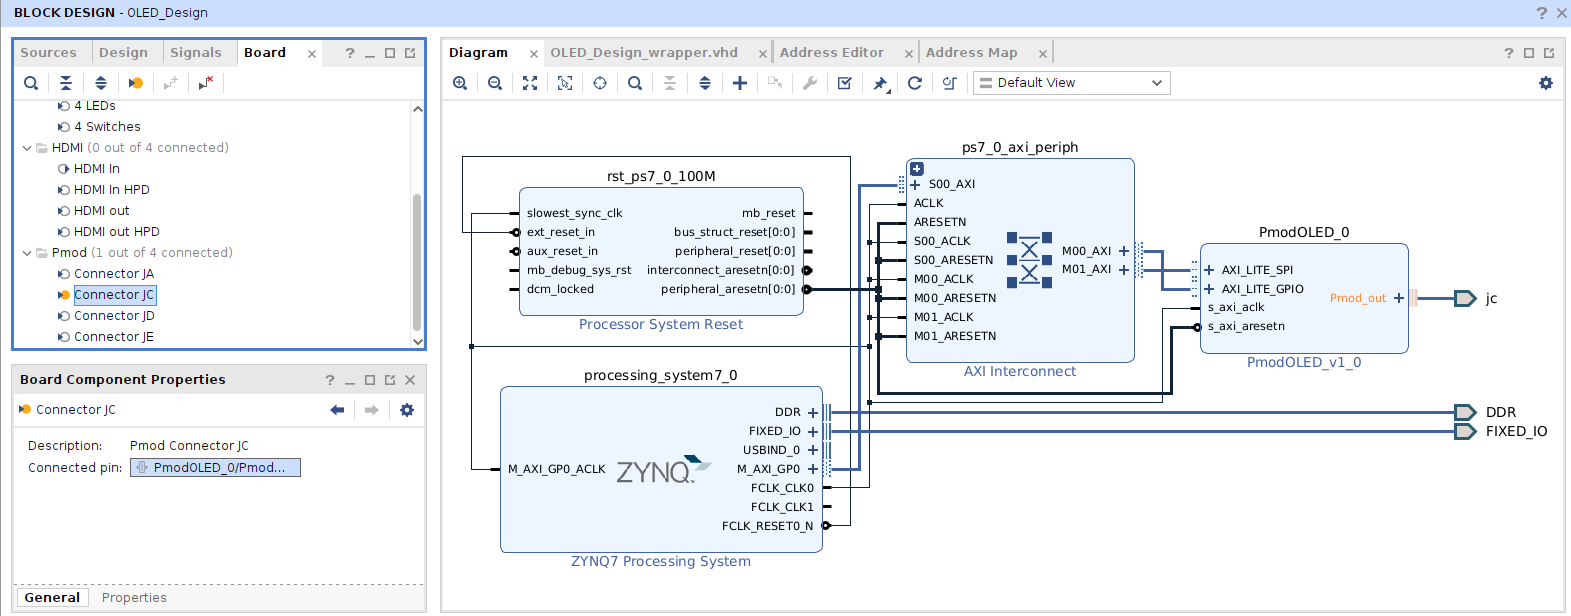 BLOCK DESIGN - OLED_Design
Sources Design Signals Board
4 LEDs
4 Switches
HDMI (0 out of 4 connected)
HDMI In
HDMI In HPD
HDMI out
HDMI out HPD
Pmod (1 out of 4 connected)
Connector JA
Connector JC
Connector JD
Connector JE
Board Component Properties
Connector JC
Description: Pmod Connector JC
Connected pin: PmodOLED_0/Pmod...
General Properties
Diagram OLED_Design_wrapper.vhd Address Editor Address Map
Default View
rst_ps7_0_100M
slowest_sync_clk mb_reset
ext_reset_in bus_struct_reset[0:0]
aux_reset_in peripheral_reset[0:0]
mb_debug_sys_rst interconnect_aresetn[0:0]
dcm_locked peripheral_aresetn[0:0]
Processor System Reset
processing_system7_0
DDR
FIXED_IO
USBIND_0
M_AXI_GP0_ACLK ZYNQ M_AXI_GP0
FCLK_CLK0
FCLK_CLK1
FCLK_RESET0_N
ZYNQ7 Processing System
ps7_0_axi_periph
S00_AXI
ACLK
ARESETN
S00_ACLK
M00_AXI
S00_ARESETN
M01_AXI
M00_ACLK
M00_ARESETN
M01_ACLK
M01_ARESETN
AXI Interconnect
PmodOLED_0
AXI_LITE_SPI
AXI_LITE_GPIO
Pmod_out
s_axi_aclk
s_axi_aresetn
PmodOLED_v1_0
jc
DDR
FIXED_IO